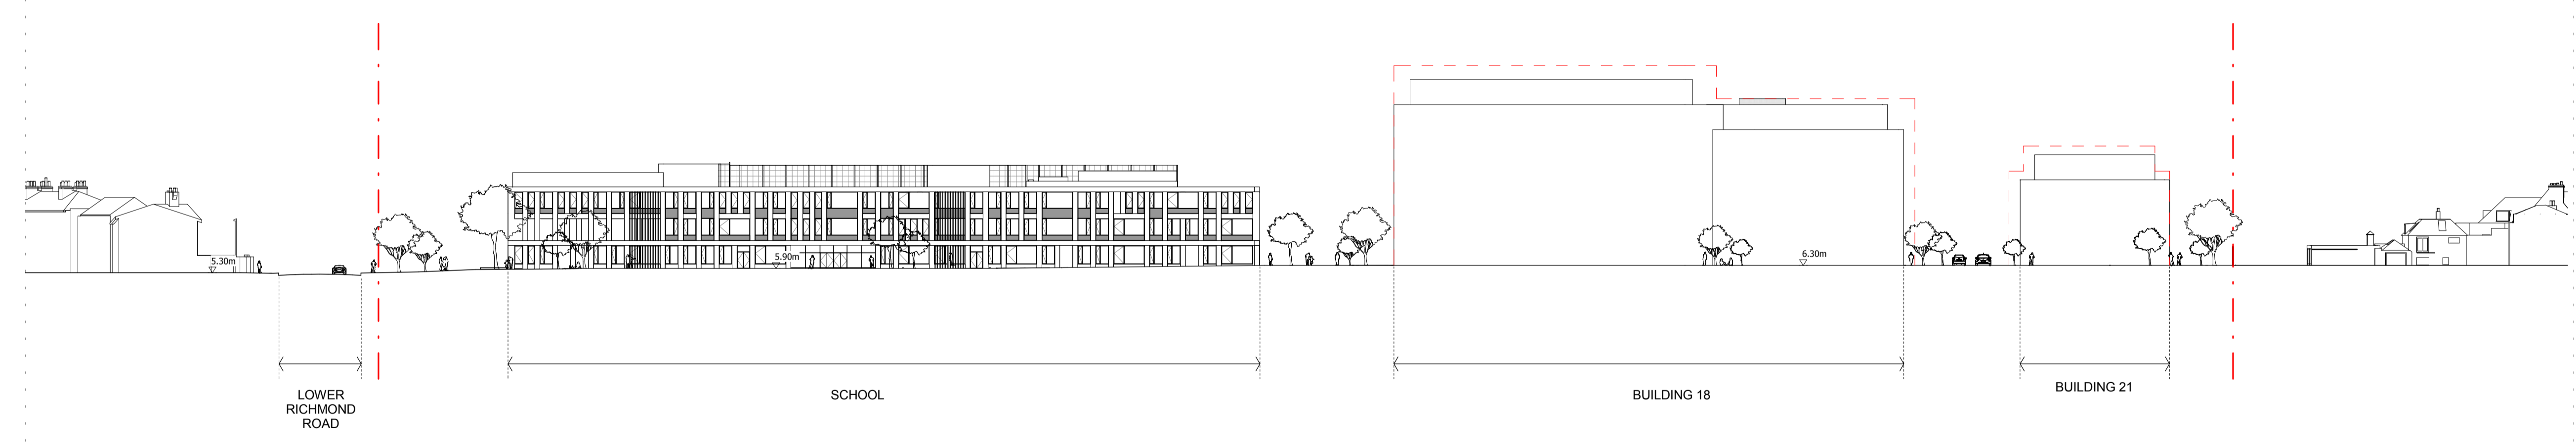 5.30m
5.90m
6.30m
LOWER
RICHMOND
ROAD
SCHOOL
BUILDING 18
BUILDING 21